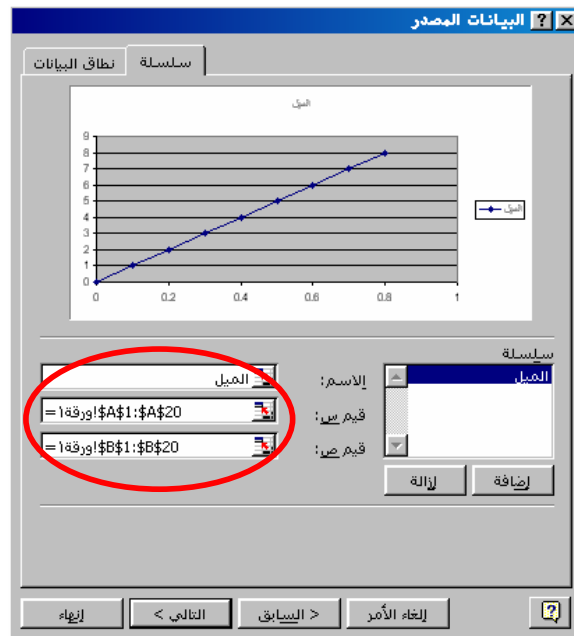 البيانات المصدر
سلسلة
نطاق البيانات
الميل
9
8
7
6
5
4
3
2
1
0
0 0.2 0.4 0.6 0.8 1
الميل
سلسلة
الميل
الاسم: الميل
قيم س: =ورقة١!$A$1:$A$20
قيم ص: =ورقة١!$B$1:$B$20
إضافة
إزالة
إلغاء الأمر
< السابق
التالي >
إنهاء